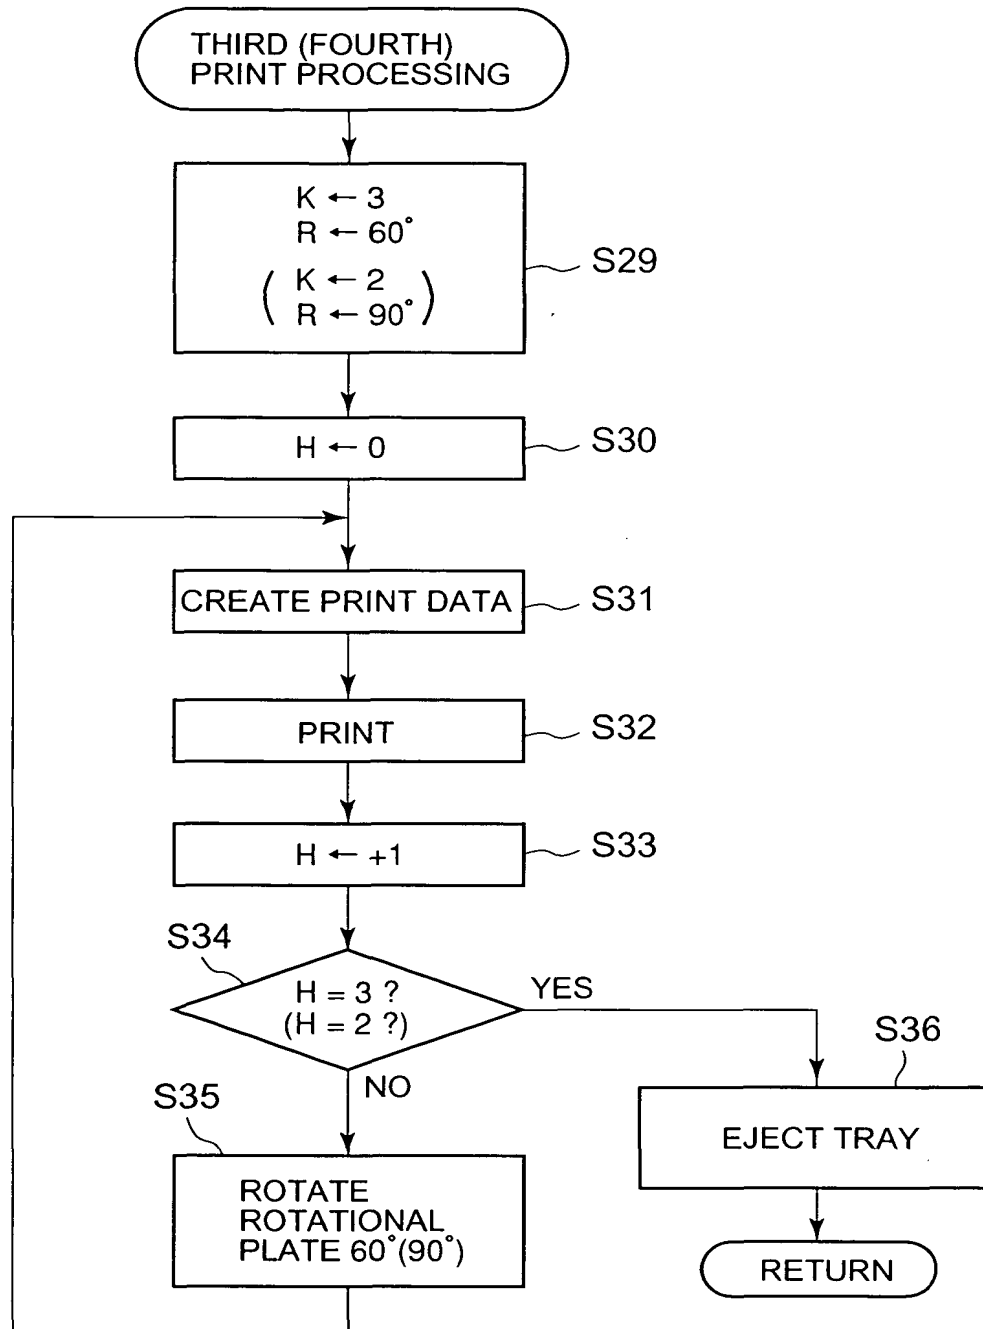 THIRD (FOURTH)
PRINT PROCESSING
K ← 3
R ← 60°
( K ← 2
R ← 90° )
S29
H ← 0
S30
CREATE PRINT DATA
S31
PRINT
S32
H ← +1
S33
S34
H = 3 ?
(H = 2 ?)
YES
NO
S36
EJECT TRAY
S35
ROTATE
ROTATIONAL
PLATE 60°(90°)
RETURN